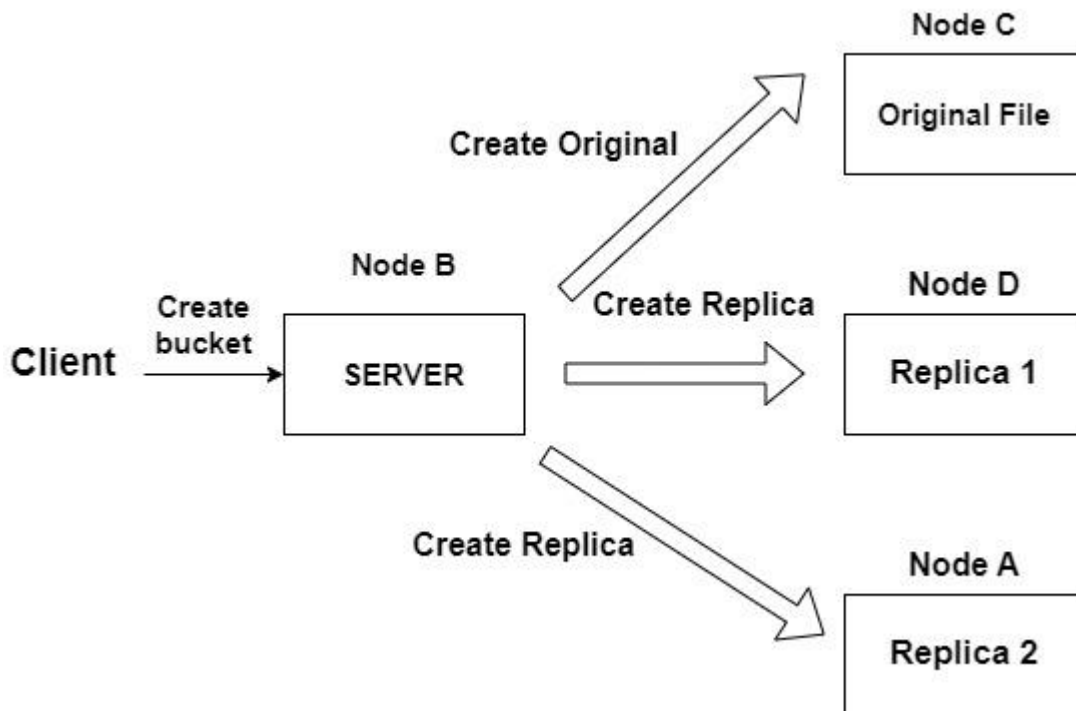 Node C
Original File
Create Original
Node B
Create
bucket
Client
SERVER
Create Replica
Node D
Replica 1
Create Replica
Node A
Replica 2